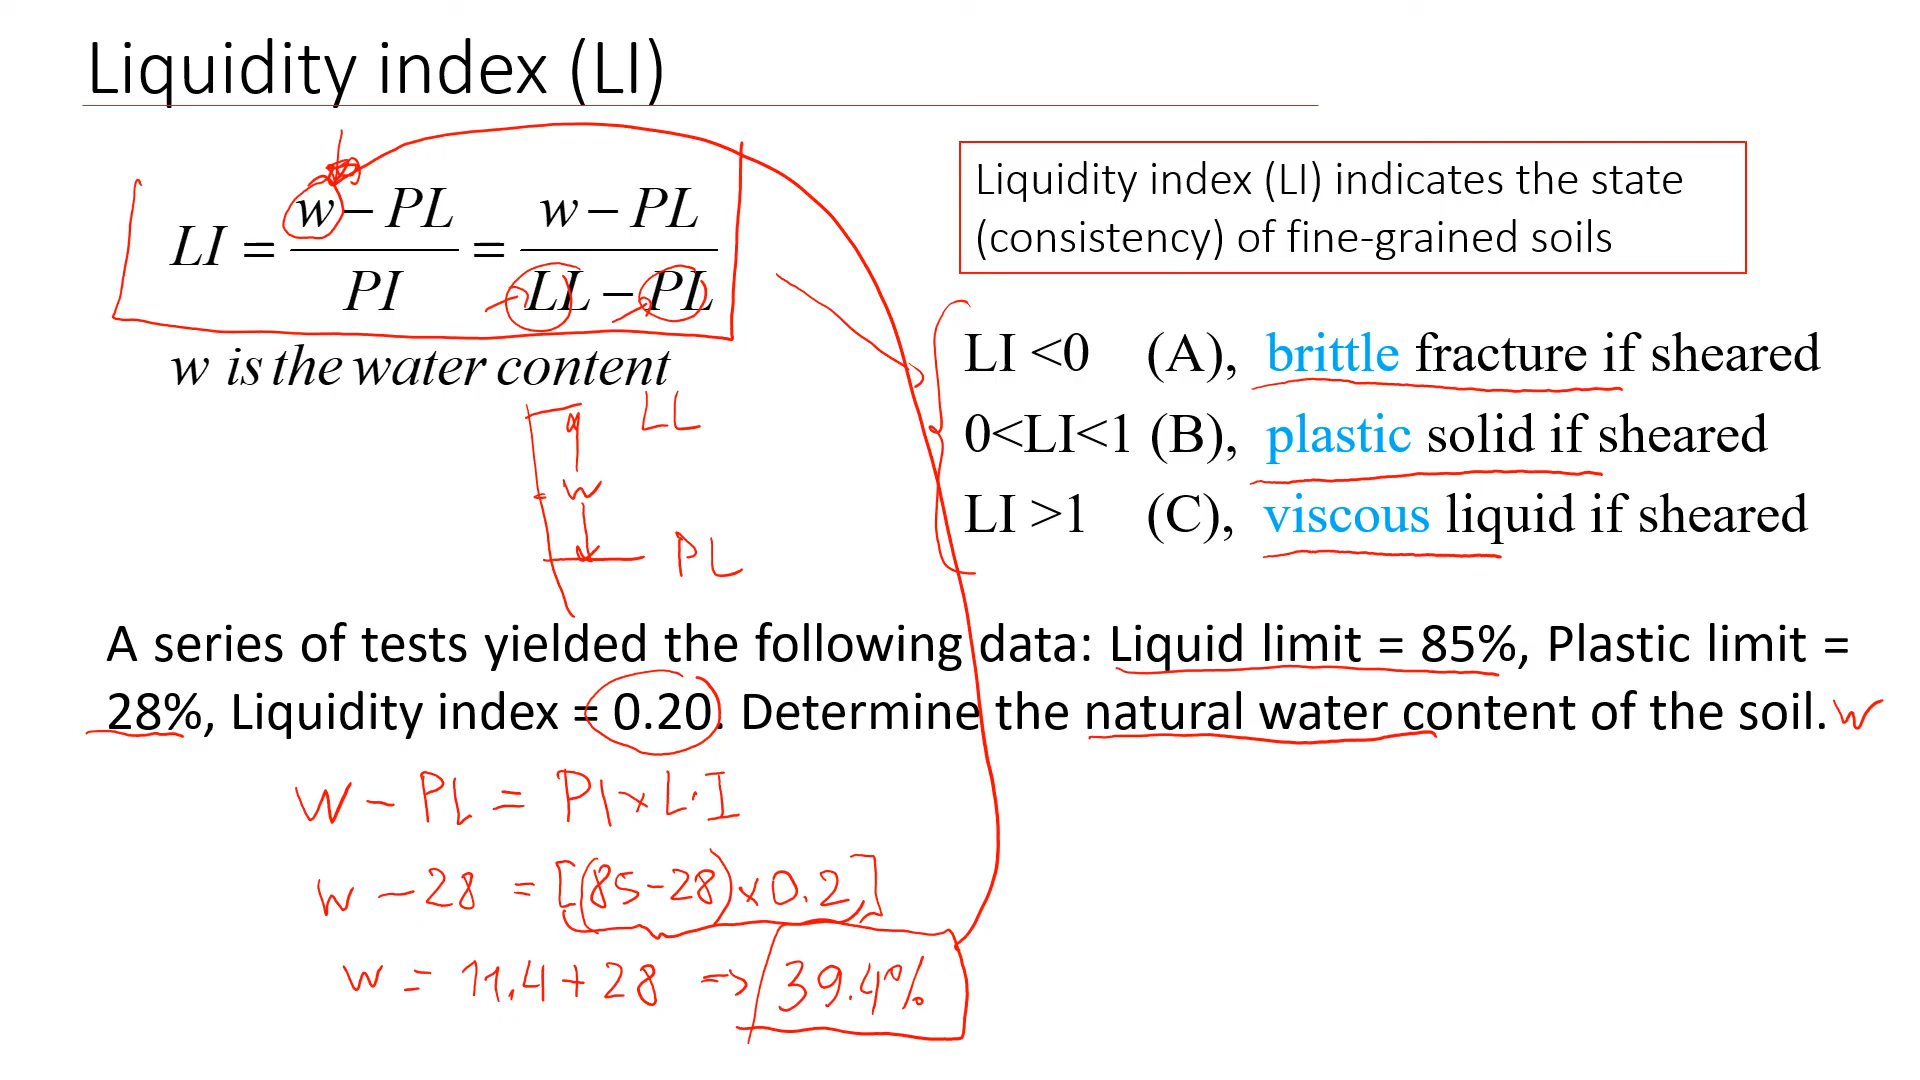 Liquidity index (LI)
LI = w – PL / PI = w – PL / LL – PL
w is the water content
Liquidity index (LI) indicates the state
(consistency) of fine-grained soils
LI <0 (A), brittle fracture if sheared
0<LI<1 (B), plastic solid if sheared
LI >1 (C), viscous liquid if sheared
LL
w
PL
A series of tests yielded the following data: Liquid limit = 85%, Plastic limit =
28%, Liquidity index = 0.20. Determine the natural water content of the soil. w
w – PL = PI × L.I
w – 28 = [(85-28) × 0.2]
w = 11.4 + 28 => 39.4%